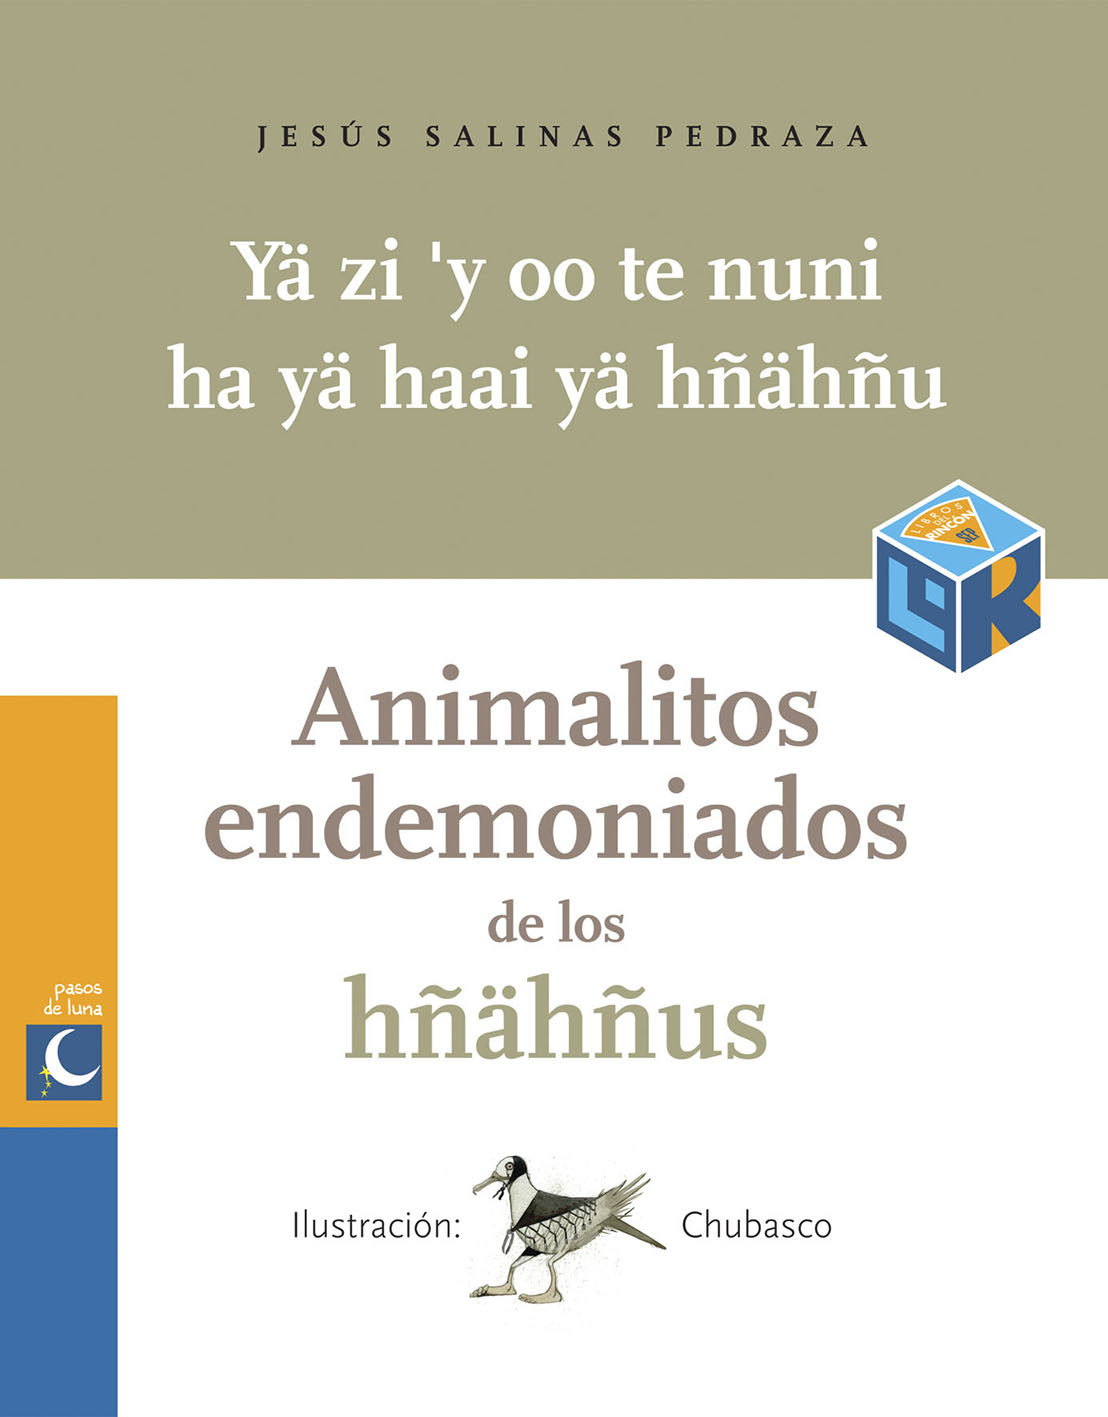 JESÚS SALINAS PEDRAZA
Yä zi 'y oo te nuni
ha yä haai yä hñähñu
LIBROS
DEL
RINCÓN
SEP
L
R
Animalitos
endemoniados
de los
hñähñus
pasos
de luna
Ilustración: Chubasco